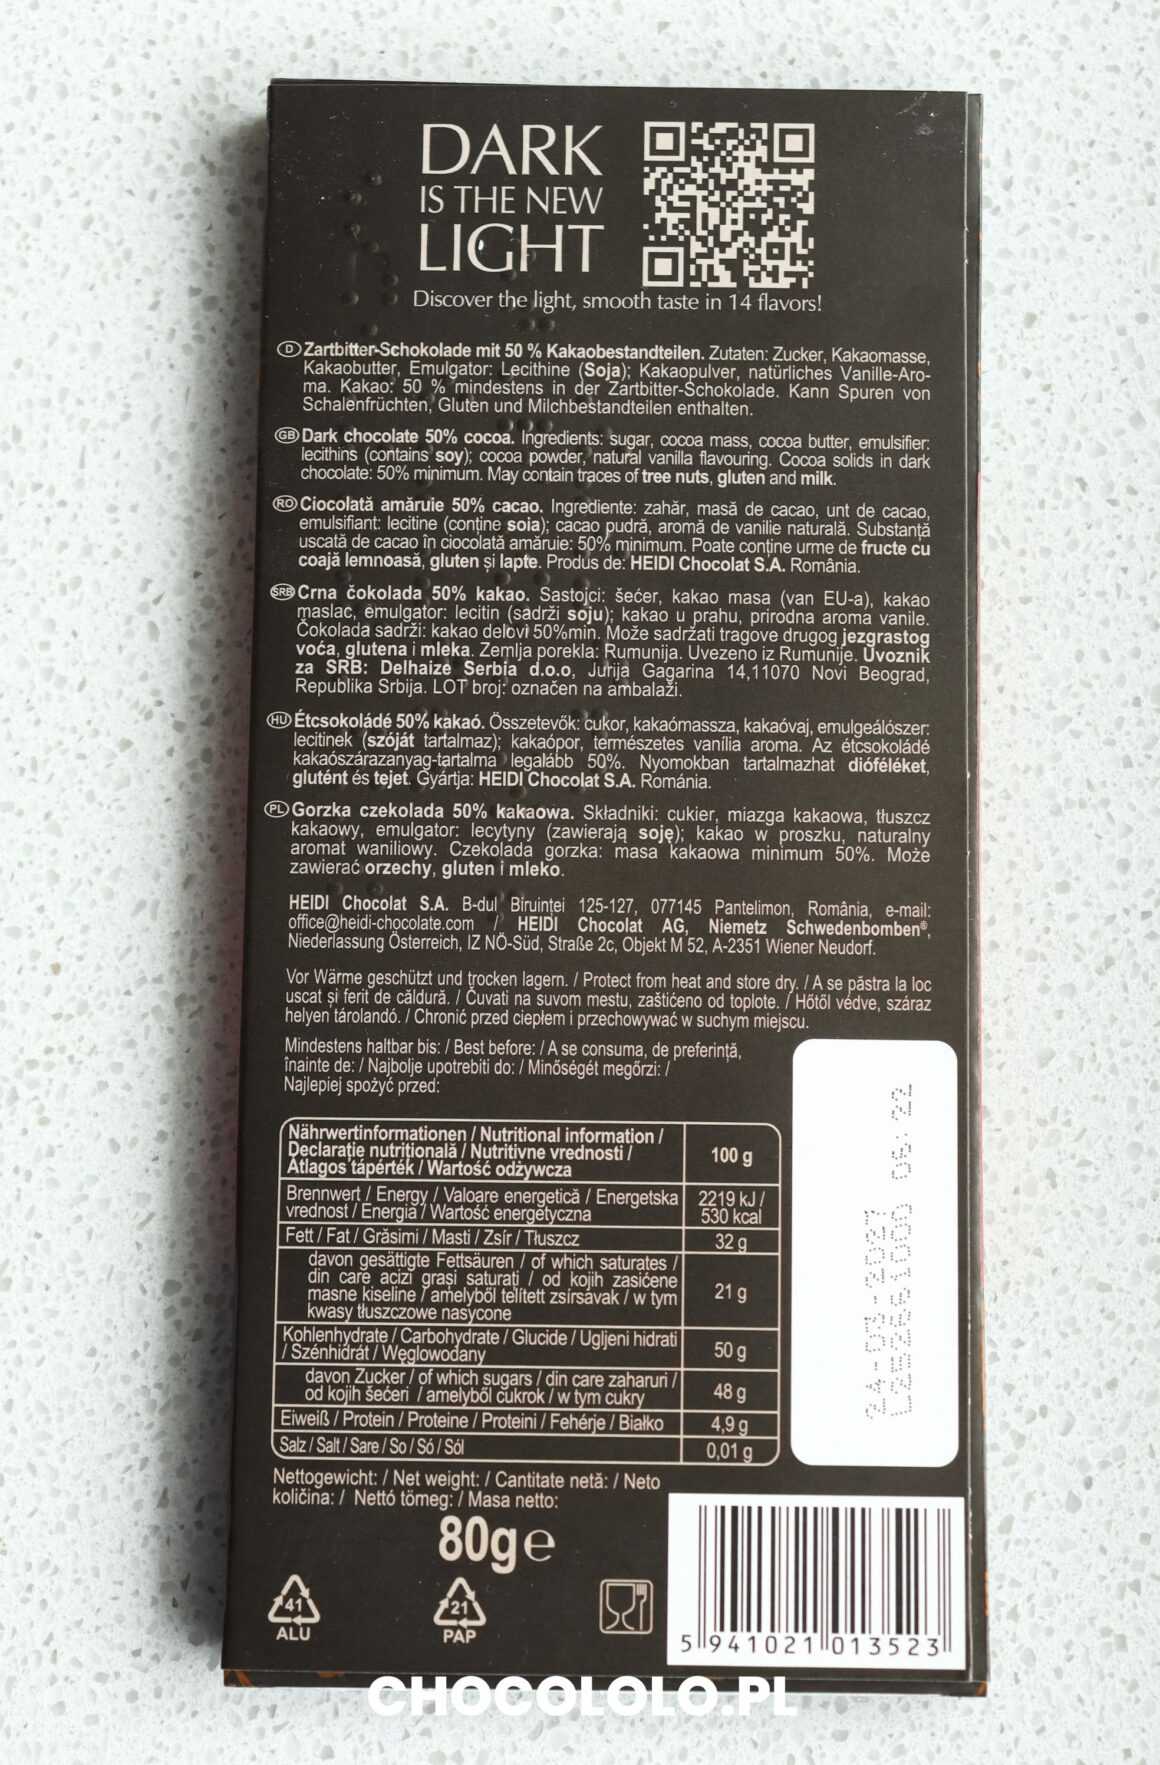 DARK
IS THE NEW
LIGHT
Discover the light, smooth taste in 14 flavors!
D Zartbitter-Schokolade mit 50 % Kakaobestandteilen. Zutaten: Zucker, Kakaomasse,
Kakaobutter, Emulgator: Lecithine (Soja); Kakaopulver, natürliches Vanille-Aro-
ma. Kakao: 50 % mindestens in der Zartbitter-Schokolade. Kann Spuren von
Schalenfrüchten, Gluten und Milchbestandteilen enthalten.
GB Dark chocolate 50% cocoa. Ingredients: sugar, cocoa mass, cocoa butter, emulsifier:
lecithins (contains soy); cocoa powder, natural vanilla flavouring. Cocoa solids in dark
chocolate: 50% minimum. May contain traces of tree nuts, gluten and milk.
RO Ciocolată amăruie 50% cacao. Ingrediente: zahăr, masă de cacao, unt de cacao,
emulsifiant: lecitine (conține soia); cacao pudră, aromă de vanilie naturală. Substanță
uscată de cacao în ciocolată amăruie: 50% minimum. Poate conține urme de fructe cu
coajă lemnoasă, gluten și lapte. Produs de: HEIDI Chocolat S.A. România.
SRB Crna čokolada 50% kakao. Sastojci: šećer, kakao masa (van EU-a), kakao
maslac, emulgator: lecitin (sadrži soju); kakao u prahu, prirodna aroma vanile.
Čokolada sadrži: kakao delovi 50%min. Može sadržati tragove drugog jezgrastog
voća, glutena i mleka. Zemlja porekla: Rumunija. Uvezeno iz Rumunije. Uvoznik
za SRB: Delhaize Serbia d.o.o, Jurija Gagarina 14,11070 Novi Beograd,
Republika Srbija. LOT broj: označen na ambalaži.
HU Étcsokoládé 50% kakaó. Összetevők: cukor, kakaómassza, kakaóvaj, emulgeálószer:
lecitinek (szóját tartalmaz); kakaópor, természetes vanília aroma. Az étcsokoládé
kakaószárazanyag-tartalma legalább 50%. Nyomokban tartalmazhat dióféléket,
glutént és tejet. Gyártja: HEIDI Chocolat S.A. Románia.
PL Gorzka czekolada 50% kakaowa. Składniki: cukier, miazga kakaowa, tłuszcz
kakaowy, emulgator: lecytyny (zawierają soję); kakao w proszku, naturalny
aromat waniliowy. Czekolada gorzka: masa kakaowa minimum 50%. Może
zawierać orzechy, gluten i mleko.
HEIDI Chocolat S.A. B-dul Biruintei 125-127, 077145 Pantelimon, România, e-mail:
office@heidi-chocolate.com / HEIDI Chocolat AG, Niemetz Schwedenbomben®,
Niederlassung Österreich, IZ NÖ-Süd, Straße 2c, Objekt M 52, A-2351 Wiener Neudorf.
Vor Wärme geschützt und trocken lagern. / Protect from heat and store dry. / A se păstra la loc
uscat și ferit de căldură. / Čuvati na suvom mestu, zaštićeno od toplote. / Hőtől védve, száraz
helyen tárolandó. / Chronić przed ciepłem i przechowywać w suchym miejscu.
Mindestens haltbar bis: / Best before: / A se consuma, de preferință,
înainte de: / Najbolje upotrebiti do: / Minőségét megőrzi: /
Najlepiej spożyć przed:
Nährwertinformationen / Nutritional information /
Declarație nutrițională / Nutritivne vrednosti /
Átlagos tápérték / Wartość odżywcza
100 g
Brennwert / Energy / Valoare energetică / Energetska
vrednost / Energia / Wartość energetyczna
2219 kJ /
530 kcal
Fett / Fat / Grăsimi / Masti / Zsír / Tłuszcz
32 g
davon gesättigte Fettsäuren / of which saturates /
din care acizi grași saturați / od kojih zasićene
masne kiseline / amelyből telített zsírsavak / w tym
kwasy tłuszczowe nasycone
21 g
Kohlenhydrate / Carbohydrate / Glucide / Ugljeni hidrati
/ Szénhidrát / Węglowodany
50 g
davon Zucker / of which sugars / din care zaharuri /
od kojih šećeri / amelyből cukrok / w tym cukry
48 g
Eiweiß / Protein / Proteine / Proteini / Fehérje / Białko
4,9 g
Salz / Salt / Sare / So / Só / Sól
0,01 g
Nettogewicht: / Net weight: / Cantitate netă: / Neto
količina: / Nettó tömeg: / Masa netto:
80g e
41
ALU
21
PAP
5 941021 013523
CHOCOLOLO.PL